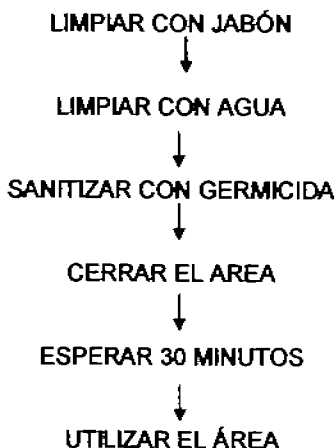 LIMPIAR CON JABÓN
LIMPIAR CON AGUA
SANITIZAR CON GERMICIDA
CERRAR EL AREA
ESPERAR 30 MINUTOS
UTILIZAR EL ÁREA